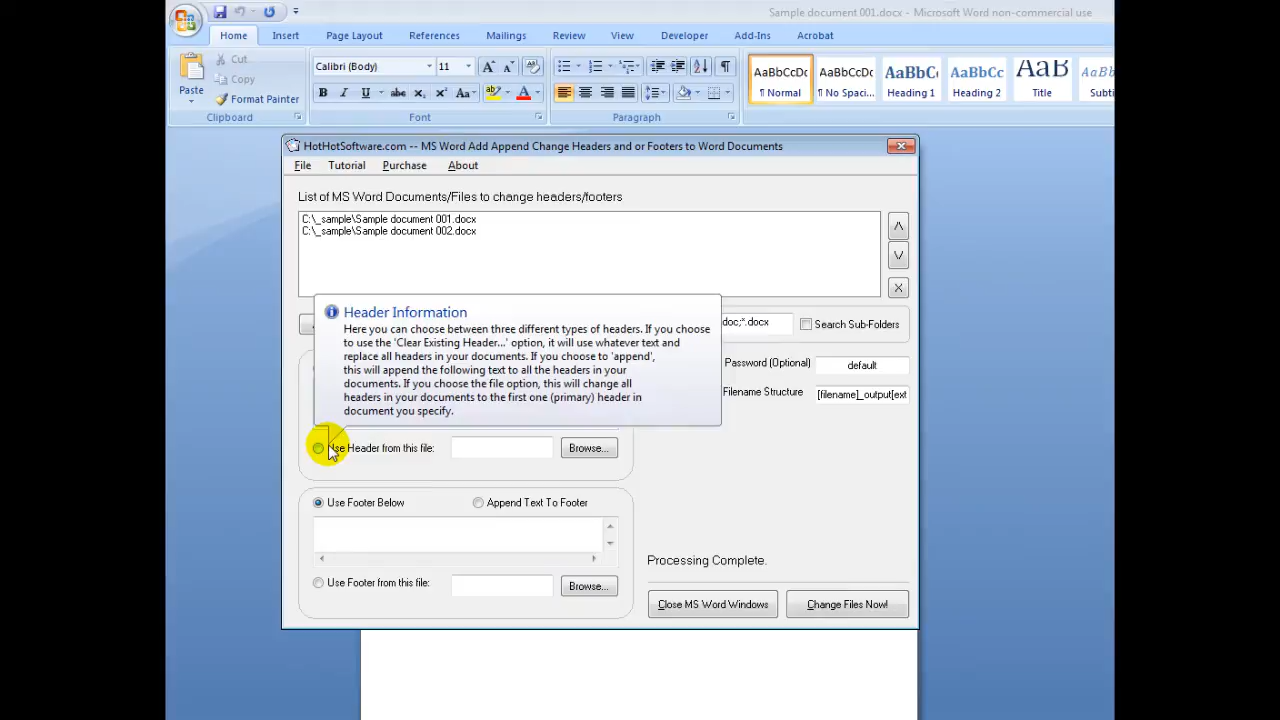 Sample document 001.docx - Microsoft Word non-commercial use
Home Insert Page Layout References Mailings Review View Developer Add-Ins Acrobat
Paste
Cut
Copy
Format Painter
Clipboard
Calibri (Body) 11
Font
Paragraph
AaBbCcDc
¶ Normal
AaBbCcDc
¶ No Spaci...
AaBbC
Heading 1
AaBbCc
Heading 2
AaB
Title
AaBb
Subti
HotHotSoftware.com -- MS Word Add Append Change Headers and or Footers to Word Documents
File Tutorial Purchase About
List of MS Word Documents/Files to change headers/footers
C:\_sample\Sample document 001.docx
C:\_sample\Sample document 002.docx
doc;*.docx
Search Sub-Folders
Header Information
Here you can choose between three different types of headers. If you choose
to use the 'Clear Existing Header...' option, it will use whatever text and
replace all headers in your documents. If you choose to 'append',
this will append the following text to all the headers in your
documents. If you choose the file option, this will change all
headers in your documents to the first one (primary) header in
document you specify.
Password (Optional) default
Filename Structure [filename]_output[ext
Use Header from this file: Browse...
Use Footer Below Append Text To Footer
Use Footer from this file: Browse...
Processing Complete.
Close MS Word Windows Change Files Now!